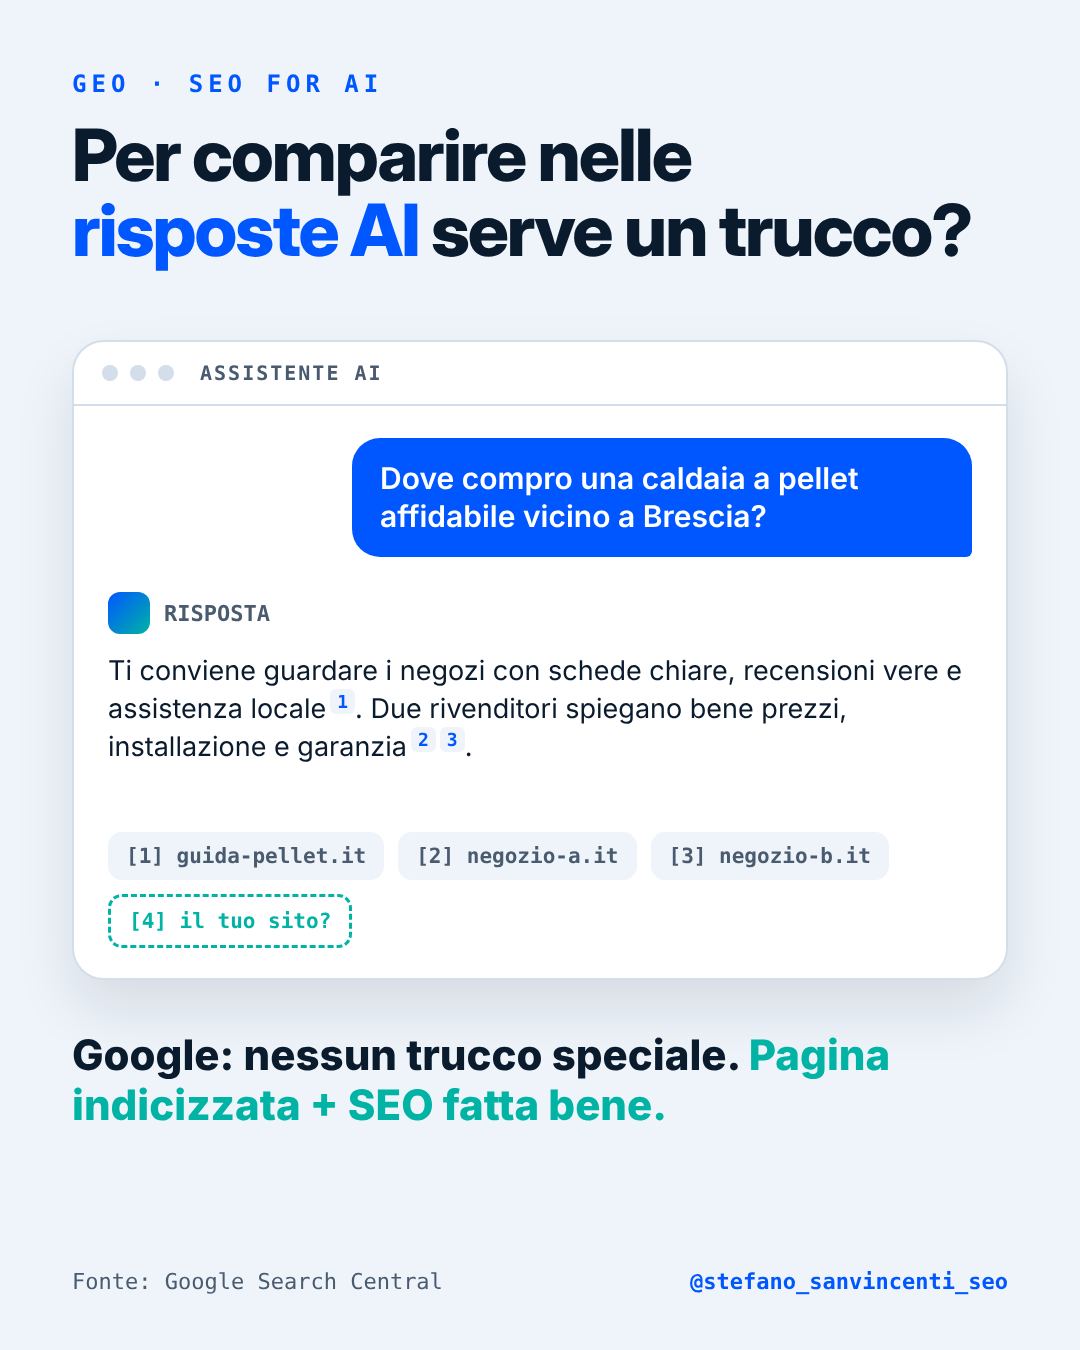 GEO · SEO FOR AI
Per comparire nelle
risposte AI serve un trucco?
ASSISTENTE AI
Dove compro una caldaia a pellet
affidabile vicino a Brescia?
RISPOSTA
Ti conviene guardare i negozi con schede chiare, recensioni vere e
assistenza locale 1. Due rivenditori spiegano bene prezzi,
installazione e garanzia 2 3.
[1] guida-pellet.it [2] negozio-a.it [3] negozio-b.it
[4] il tuo sito?
Google: nessun trucco speciale. Pagina
indicizzata + SEO fatta bene.
Fonte: Google Search Central @stefano_sanvincenti_seo